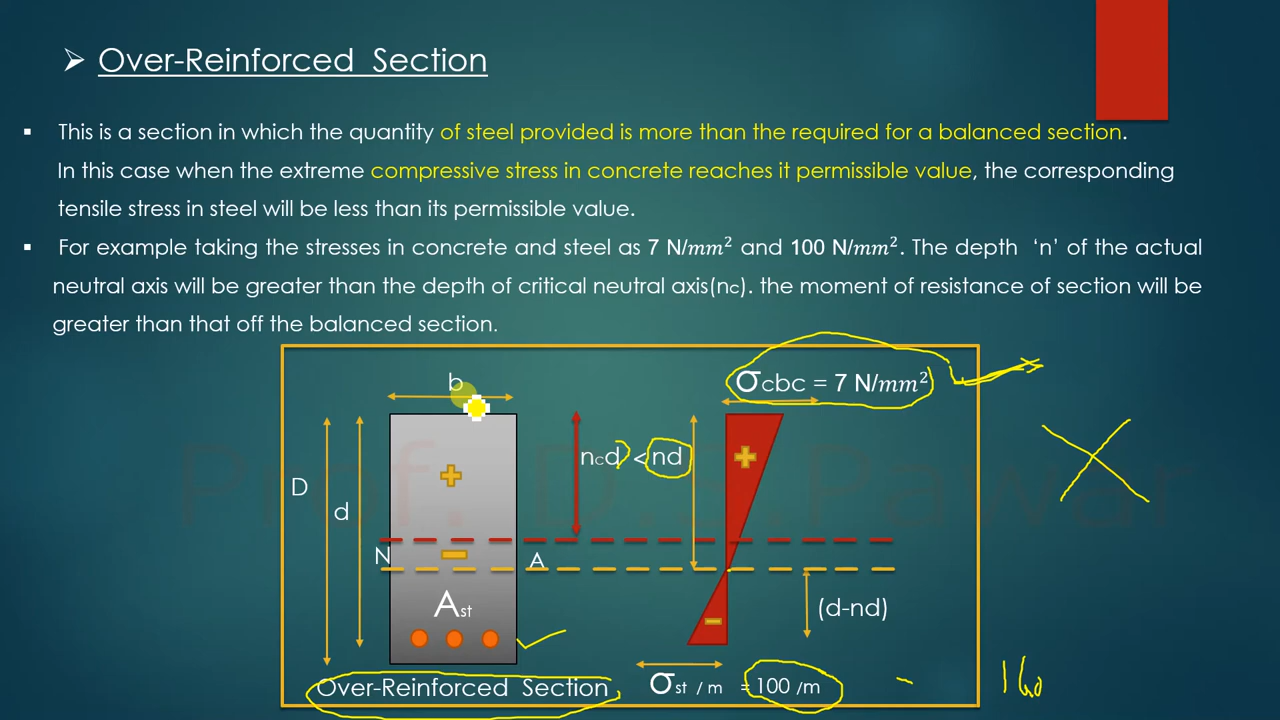 ➤ Over-Reinforced Section
▪ This is a section in which the quantity of steel provided is more than the required for a balanced section.
In this case when the extreme compressive stress in concrete reaches it permissible value, the corresponding
tensile stress in steel will be less than its permissible value.
▪ For example taking the stresses in concrete and steel as 7 N/mm² and 100 N/mm². The depth ‘n’ of the actual
neutral axis will be greater than the depth of critical neutral axis(nc). the moment of resistance of section will be
greater than that off the balanced section.
b
σcbc = 7 N/mm²
ncd < nd
D
d
N
A
Ast
(d-nd)
Over-Reinforced Section
σst / m = 100 /m
- 160
Prof. D.S.Pawar